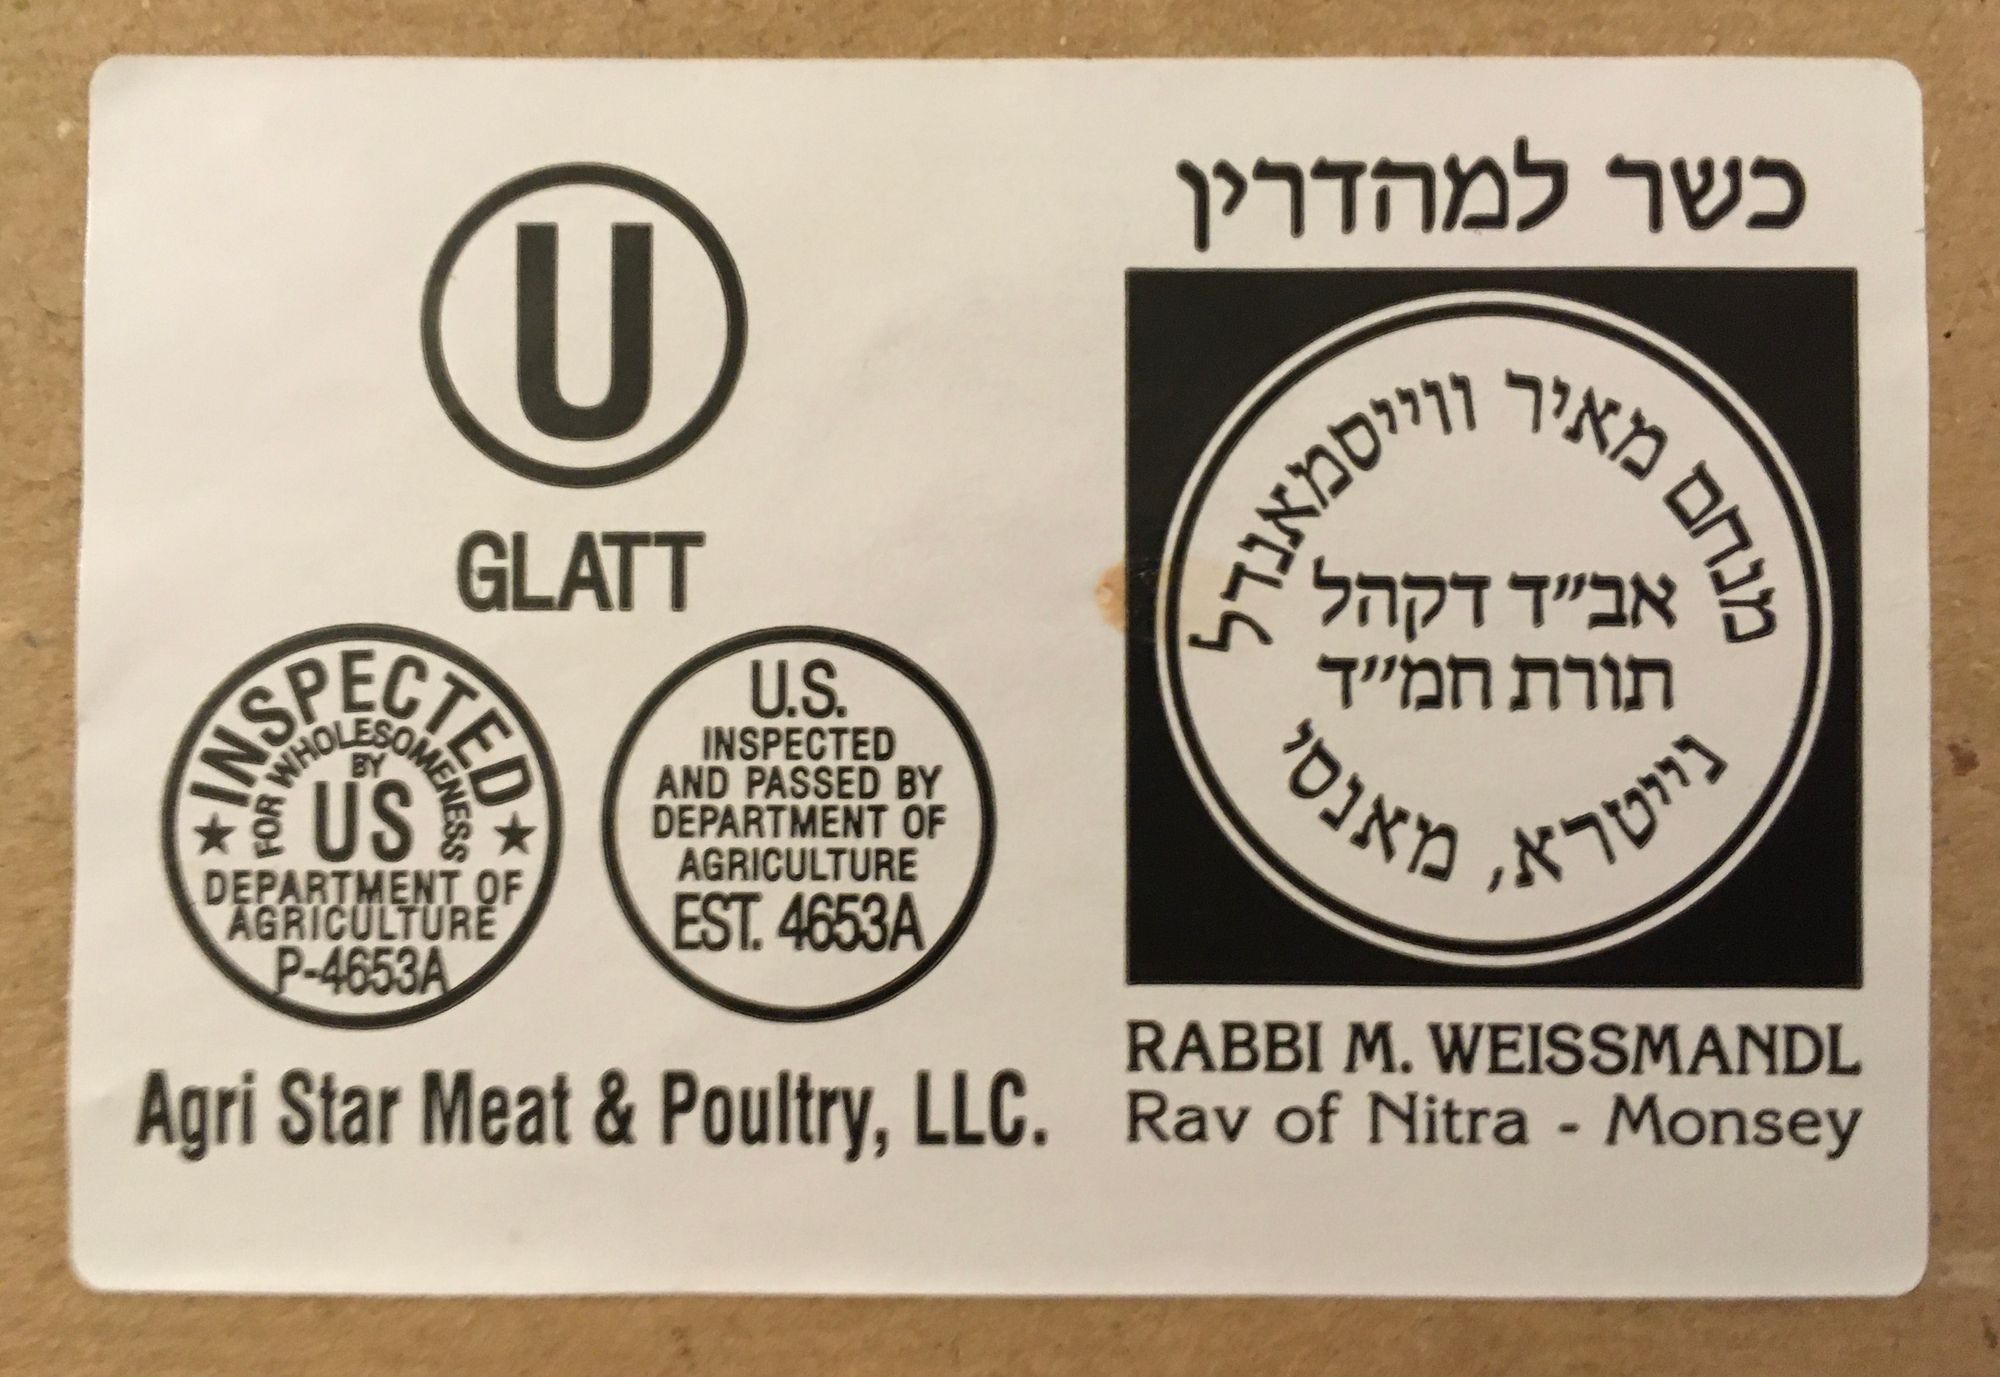 U
GLATT
INSPECTED
FOR WHOLESOMENESS
BY
US
DEPARTMENT OF
AGRICULTURE
P-4653A
U.S.
INSPECTED
AND PASSED BY
DEPARTMENT OF
AGRICULTURE
EST. 4653A
Agri Star Meat & Poultry, LLC.
כשר למהדרין
מנחם מאיר ווייסמאנדל
אב״ד דקהל
תורת חמ״ד
נייטרא, מאנסי
RABBI M. WEISSMANDL
Rav of Nitra - Monsey